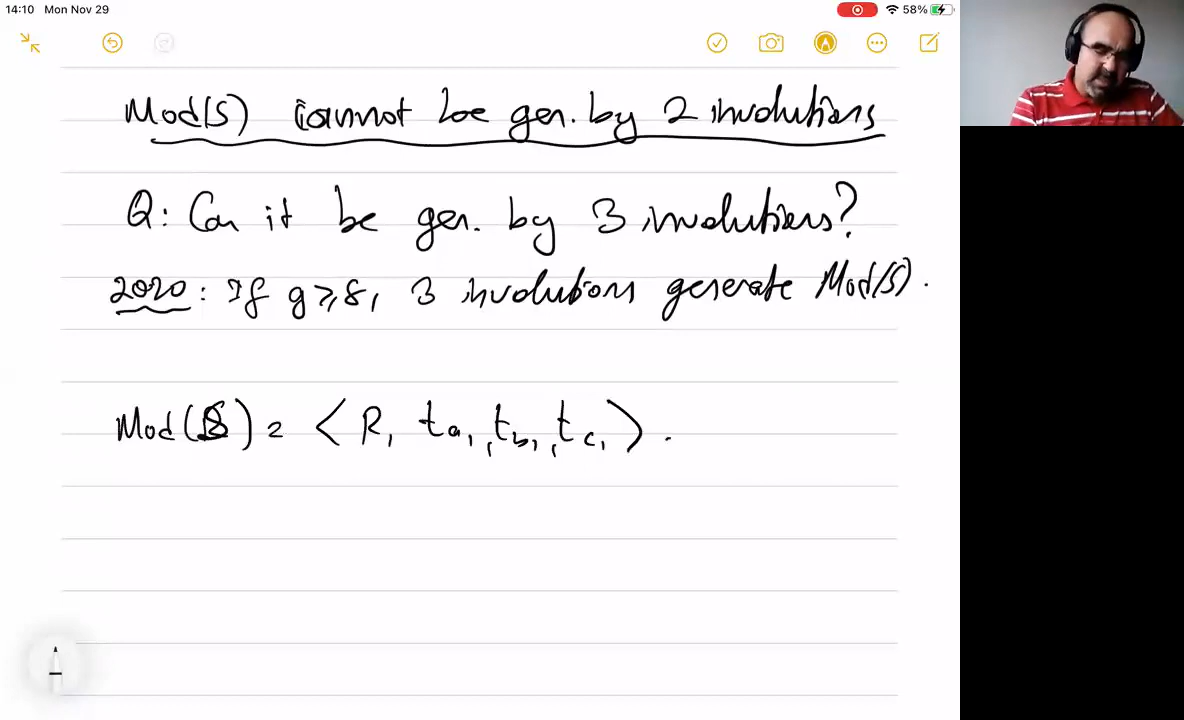 14:10 Mon Nov 29
58%
Mod(S) cannot be gen. by 2 involutions
Q: Can it be gen. by 3 involutions?
2020: If g ≥ 8, 3 involutions generate Mod(S).
Mod(S) = < R, ta₁, tb₁, tc₁ > .